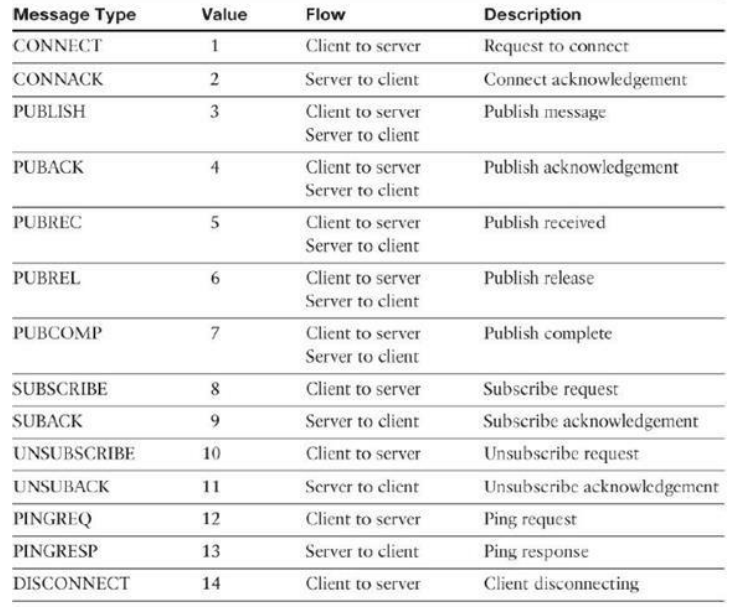 Message Type Value Flow Description
CONNECT 1 Client to server Request to connect
CONNACK 2 Server to client Connect acknowledgement
PUBLISH 3 Client to server Publish message
Server to client
PUBACK 4 Client to server Publish acknowledgement
Server to client
PUBREC 5 Client to server Publish received
Server to client
PUBREL 6 Client to server Publish release
Server to client
PUBCOMP 7 Client to server Publish complete
Server to client
SUBSCRIBE 8 Client to server Subscribe request
SUBACK 9 Server to client Subscribe acknowledgement
UNSUBSCRIBE 10 Client to server Unsubscribe request
UNSUBACK 11 Server to client Unsubscribe acknowledgement
PINGREQ 12 Client to server Ping request
PINGRESP 13 Server to client Ping response
DISCONNECT 14 Client to server Client disconnecting